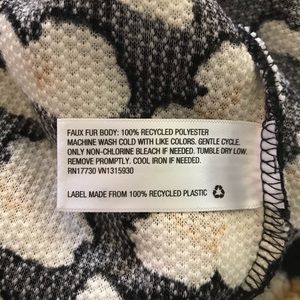 FAUX FUR BODY: 100% RECYCLED POLYESTER
MACHINE WASH COLD WITH LIKE COLORS. GENTLE CYCLE.
ONLY NON-CHLORINE BLEACH IF NEEDED. TUMBLE DRY LOW.
REMOVE PROMPTLY. COOL IRON IF NEEDED.
RN17730 VN1315930
LABEL MADE FROM 100% RECYCLED PLASTIC